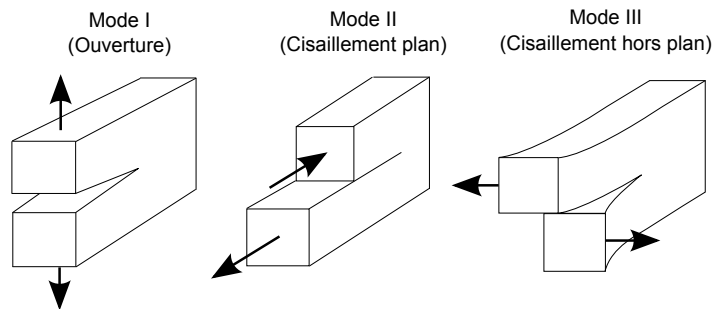 Mode I
(Ouverture)
Mode II
(Cisaillement plan)
Mode III
(Cisaillement hors plan)